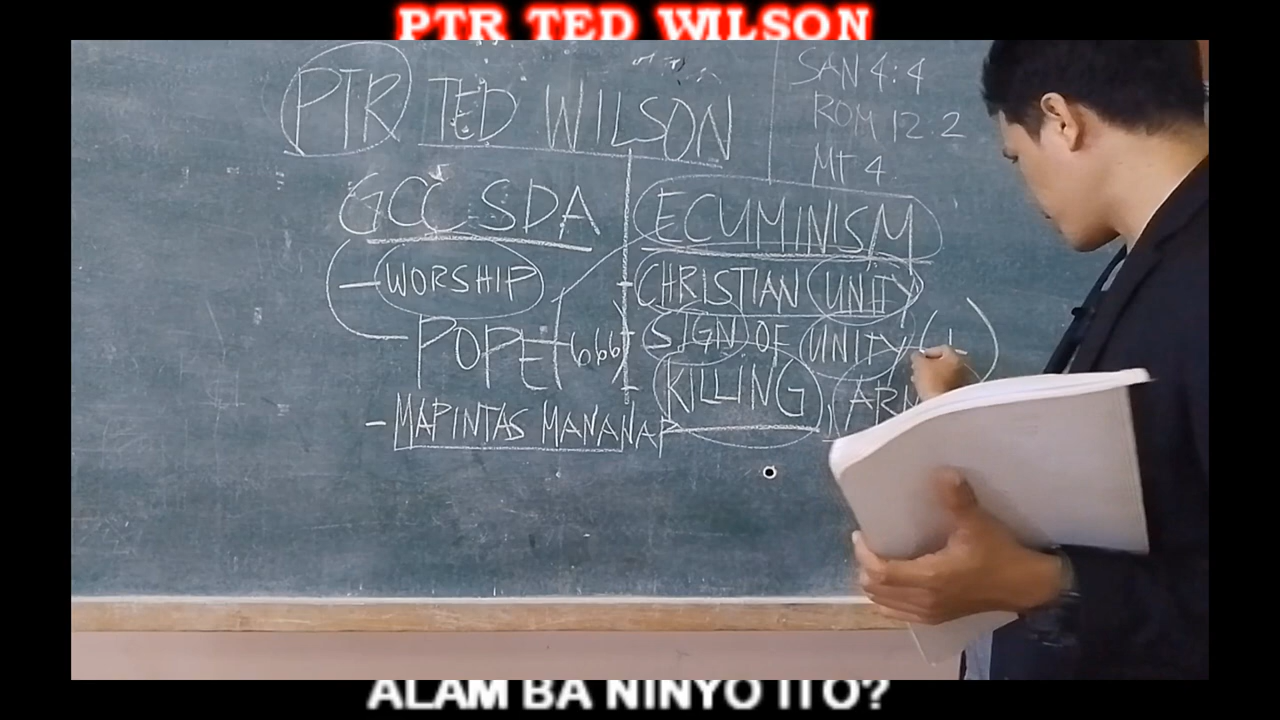 PTR TED WILSON
PTR TED WILSON
SAN 4:4
ROM 12.2
MT 4
GCC SDA
- WORSHIP
POPE (666)
- MAPINTAS MANANAP
ECUMINISM
CHRISTIAN UNITY
SIGN OF UNITY
KILLING,
ALAM BA NINYO ITO?